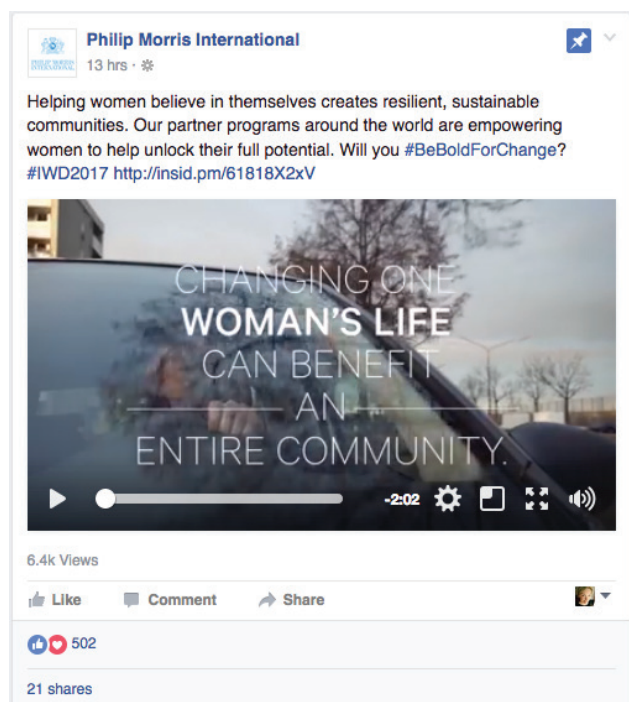 Philip Morris International
13 hrs ·
Helping women believe in themselves creates resilient, sustainable
communities. Our partner programs around the world are empowering
women to help unlock their full potential. Will you #BeBoldForChange?
#IWD2017 http://insid.pm/61818X2xV
CHANGING ONE
WOMAN'S LIFE
CAN BENEFIT
AN
ENTIRE COMMUNITY.
-2:02
6.4k Views
Like Comment Share
502
21 shares